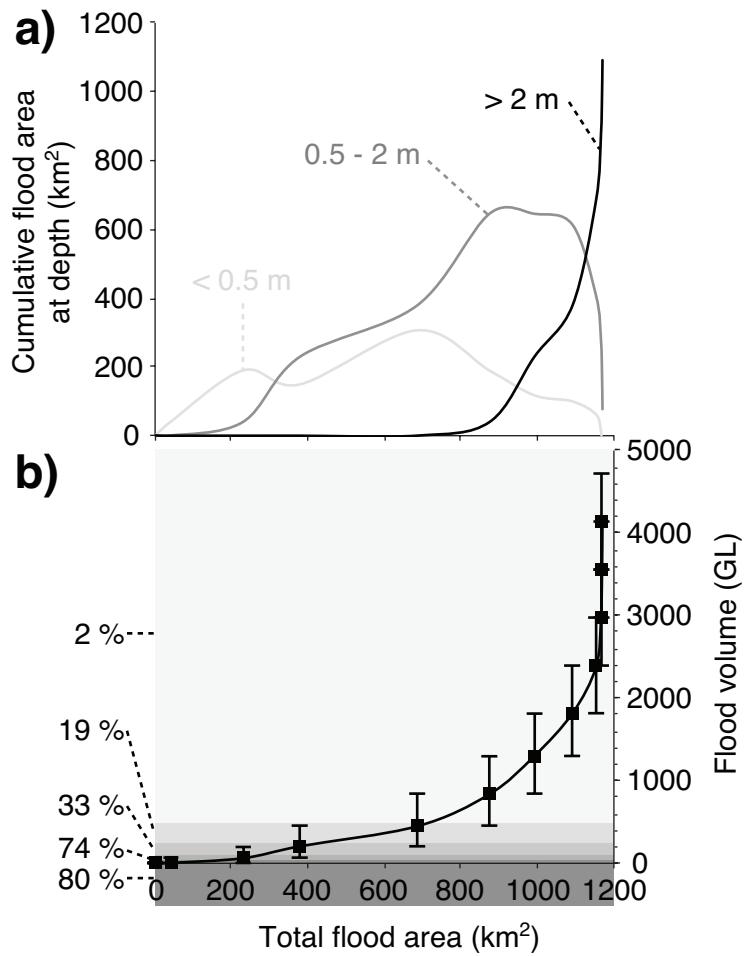 a)
1200
1000
800
600
400
200
0
Cumulative flood area
at depth (km²)
> 2 m
0.5 - 2 m
< 0.5 m
b)
5000
4000
3000
2000
1000
0
Flood volume (GL)
2 %
19 %
33 %
74 %
80 %
0 200 400 600 800 1000 1200
Total flood area (km²)